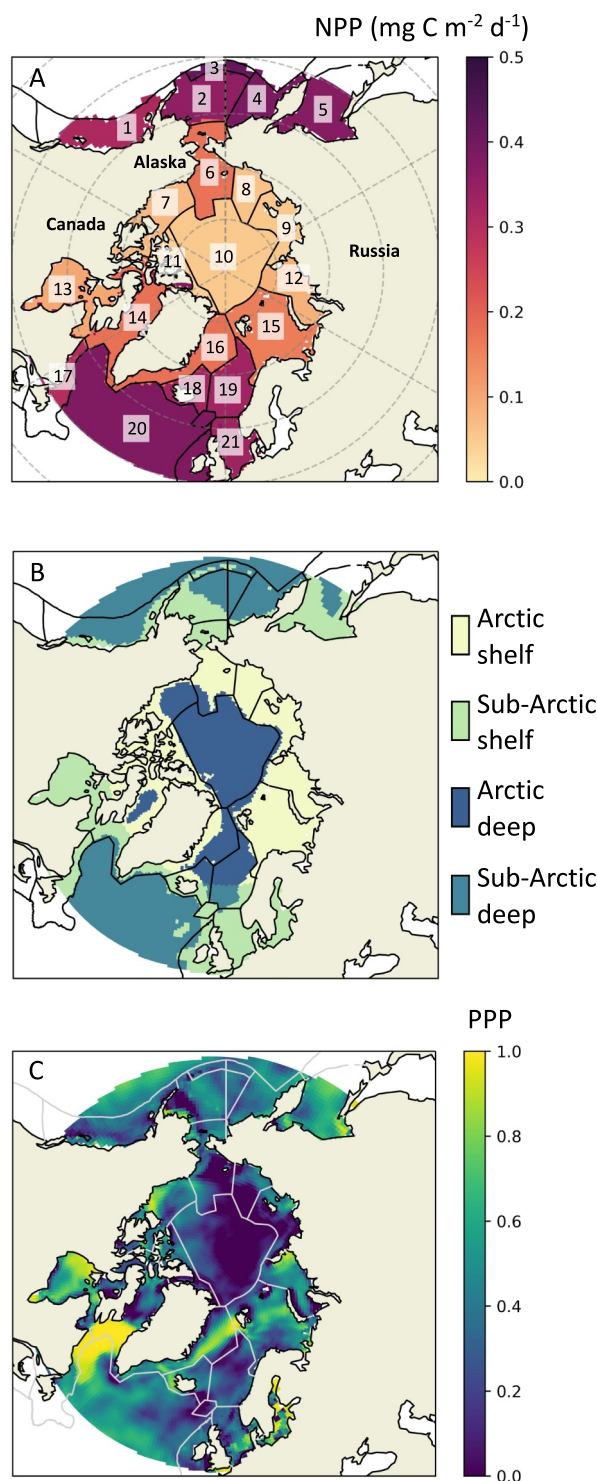 NPP (mg C m⁻² d⁻¹)
A
3
2
4
5
1
Alaska
6
7
8
Canada
9
Russia
11
10
12
13
14
15
16
17
18
19
20
21
0.5
0.4
0.3
0.2
0.1
0.0
B
Arctic
shelf
Sub-Arctic
shelf
Arctic
deep
Sub-Arctic
deep
PPP
C
1.0
0.8
0.6
0.4
0.2
0.0